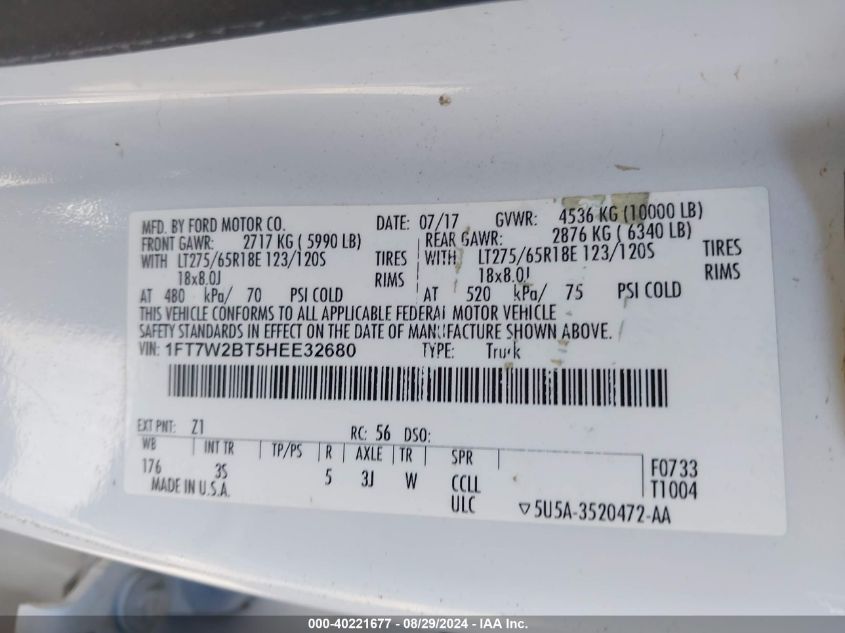 MFD. BY FORD MOTOR CO. DATE: 07/17 GVWR: 4536 KG (10000 LB)
FRONT GAWR: 2717 KG ( 5990 LB) REAR GAWR: 2876 KG ( 6340 LB)
WITH LT275/65R18E 123/120S TIRES WITH LT275/65R18E 123/120S TIRES
18x8.0J RIMS 18x8.0J RIMS
AT 480 kPa/ 70 PSI COLD AT 520 kPa/ 75 PSI COLD
THIS VEHICLE CONFORMS TO ALL APPLICABLE FEDERAL MOTOR VEHICLE
SAFETY STANDARDS IN EFFECT ON THE DATE OF MANUFACTURE SHOWN ABOVE.
VIN: 1FT7W2BT5HEE32680 TYPE: Truck
EXT PNT: Z1 RC: 56 DSO:
WB INT TR TP/PS R AXLE TR SPR F0733
176 3S 5 3J W CCLL T1004
MADE IN U.S.A. ULC ▽5U5A-3520472-AA
000-40221677 - 08/29/2024 - IAA Inc.